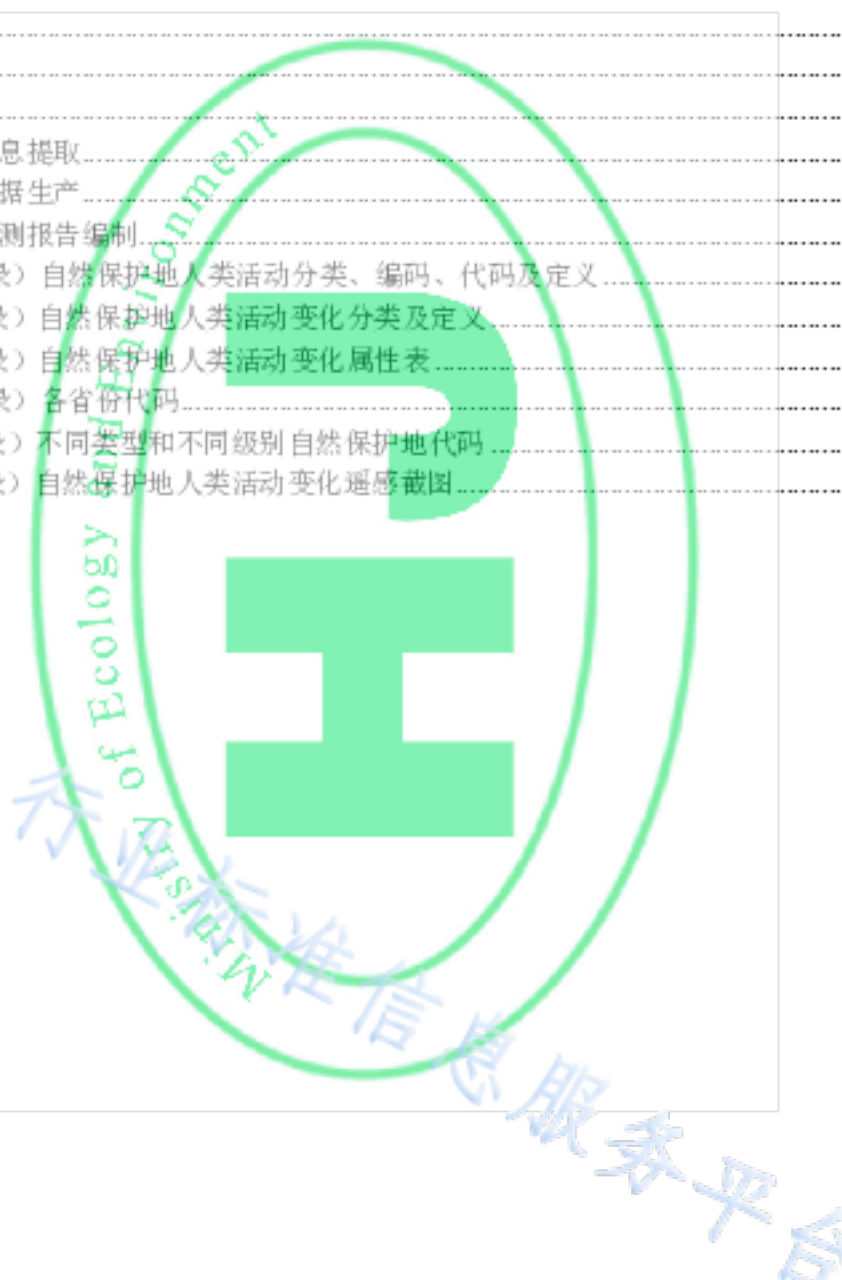 息提取
据生产
测报告编制
录）自然保护地人类活动分类、编码、代码及定义
录）自然保护地人类活动变化分类及定义
录）自然保护地人类活动变化属性表
录）各省份代码
录）不同类型和不同级别自然保护地代码
录）自然保护地人类活动变化遥感截图
Ministry of Ecology and Environment
HJ
行业标准信息服务平台